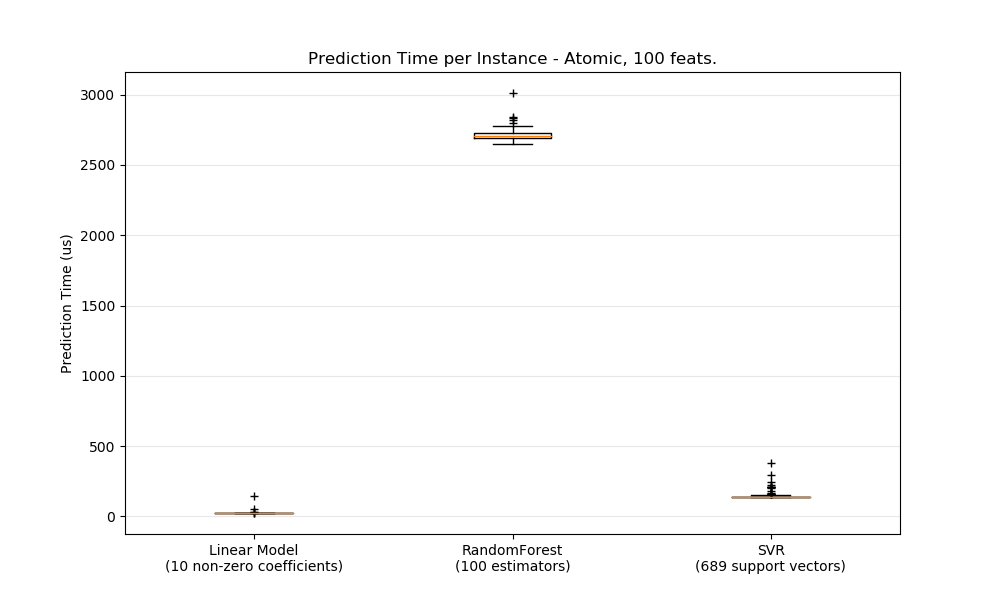 Prediction Time per Instance - Atomic, 100 feats.
3000
2500
2000
1500
1000
500
0
Prediction Time (us)
Linear Model
(10 non-zero coefficients)
RandomForest
(100 estimators)
SVR
(689 support vectors)